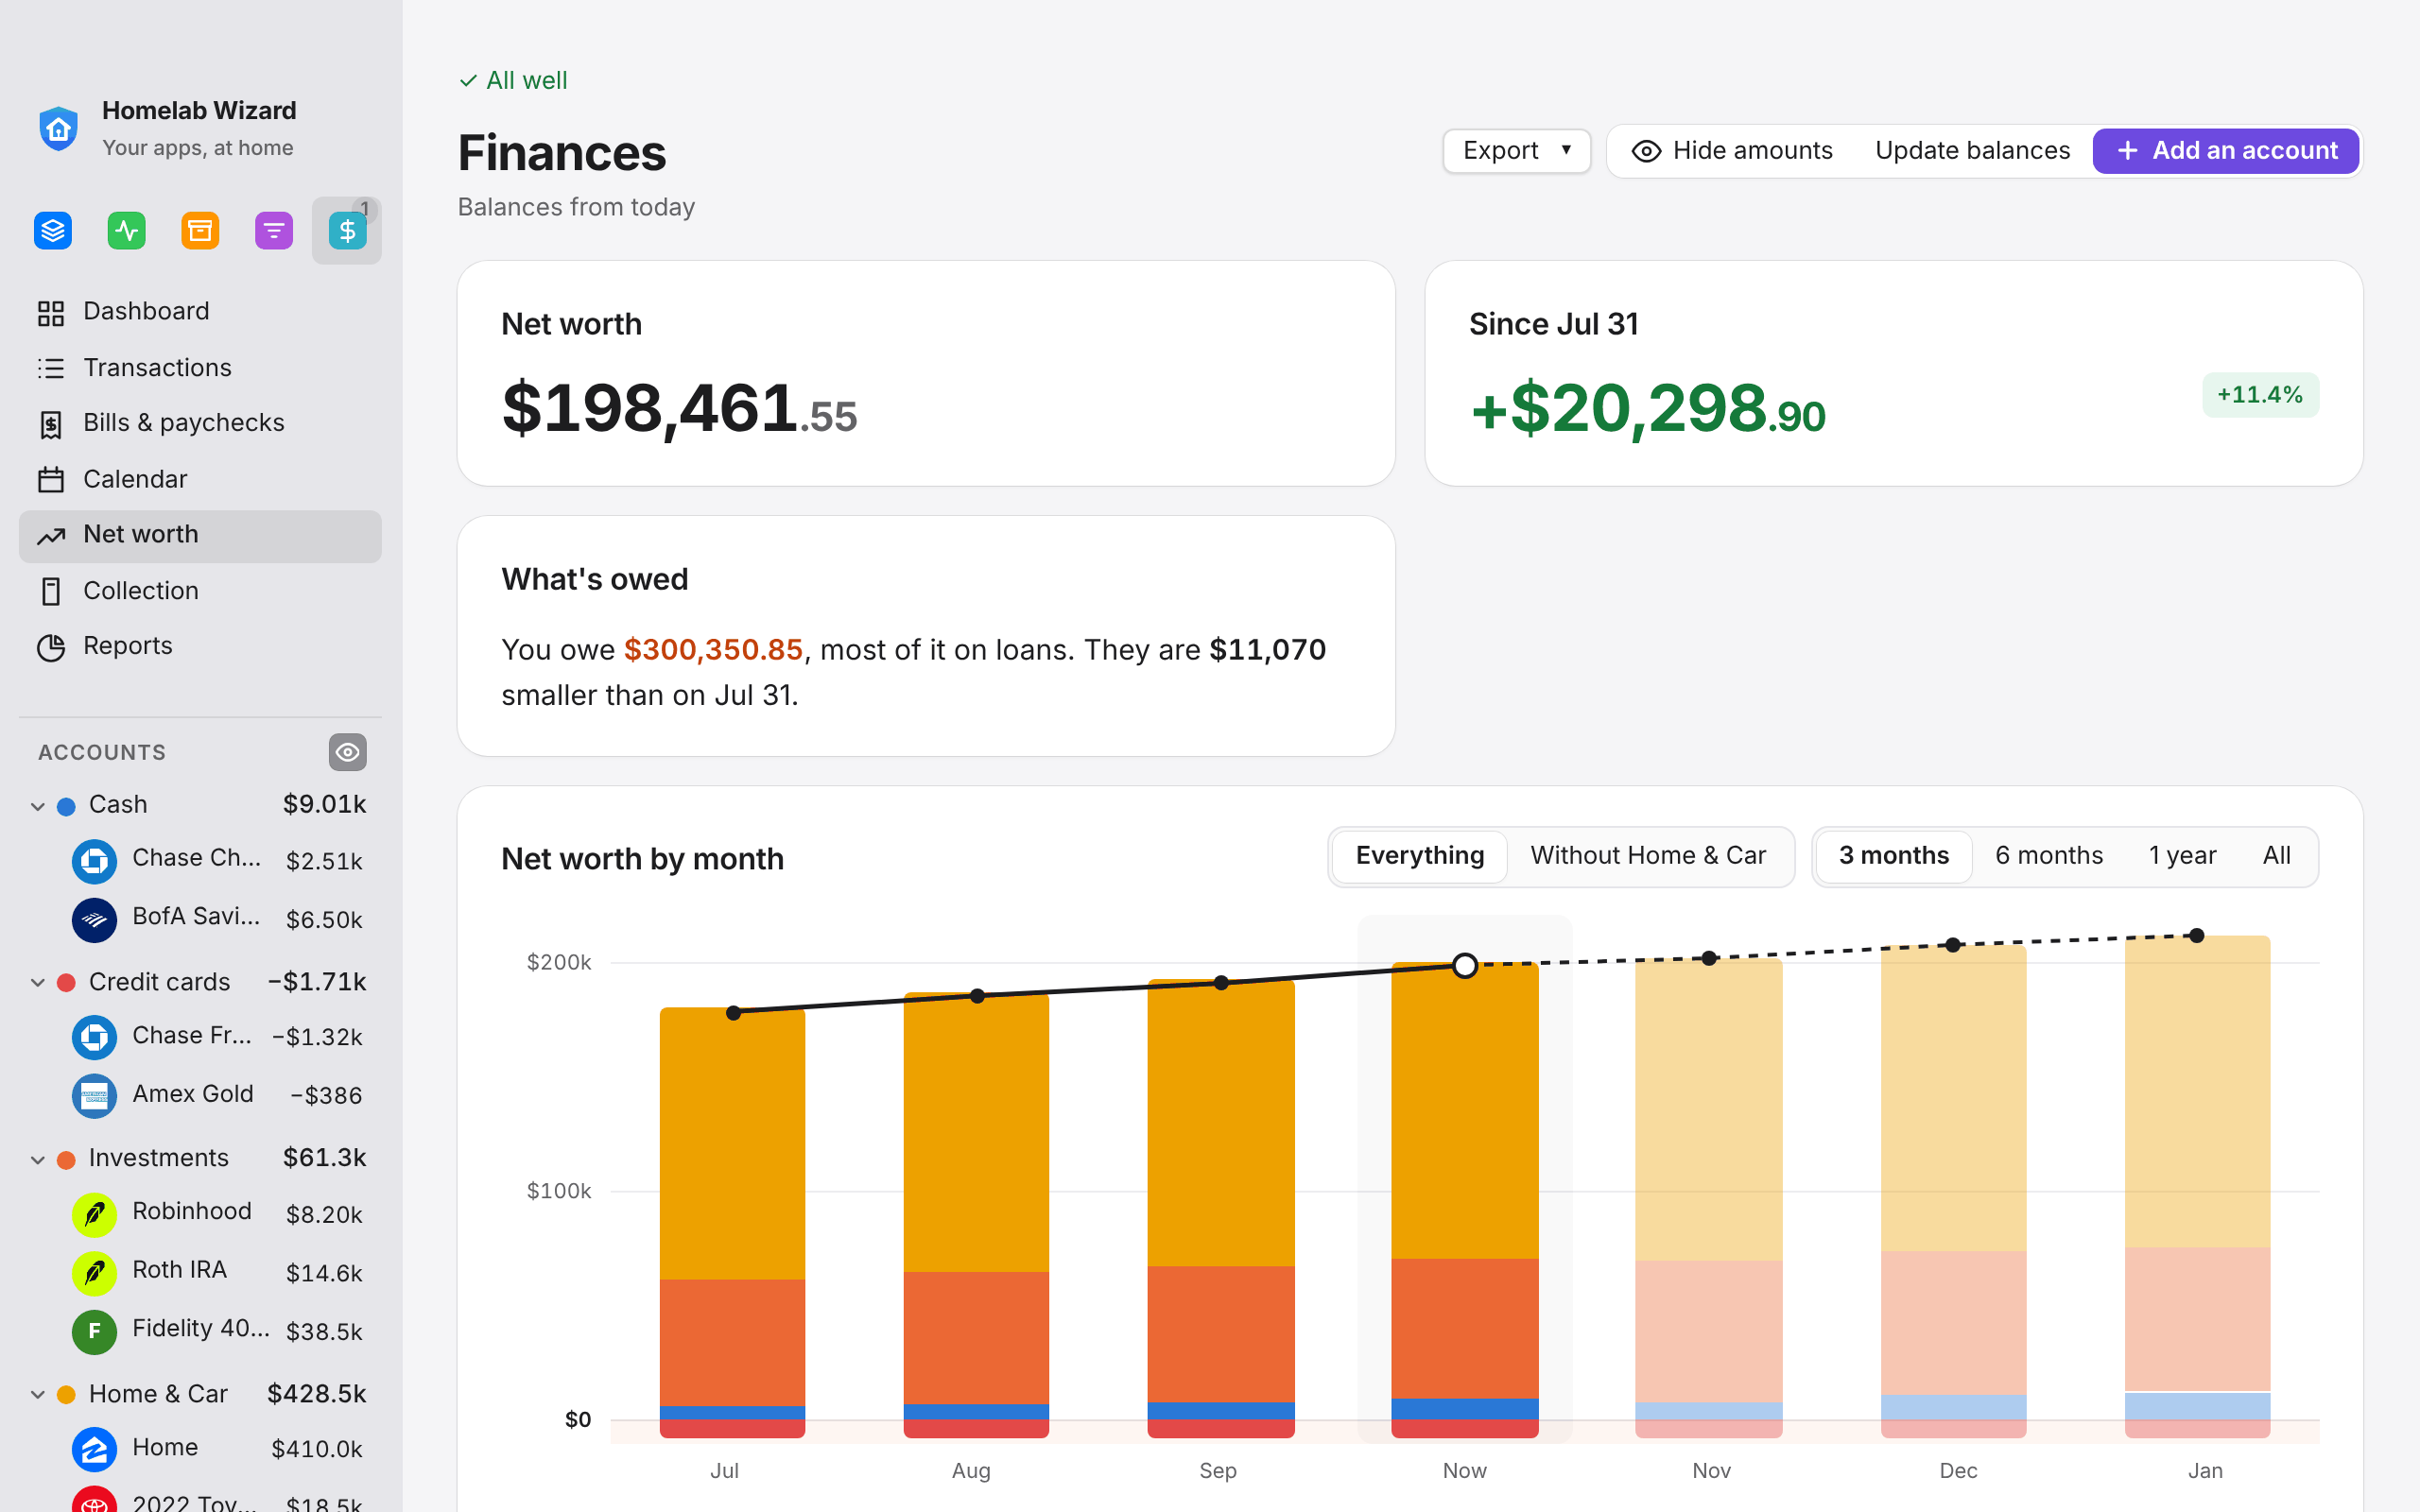 Homelab Wizard
Your apps, at home
1
Dashboard
Transactions
Bills & paychecks
Calendar
Net worth
Collection
Reports
ACCOUNTS
Cash $9.01k
Chase Ch... $2.51k
BofA Savi... $6.50k
Credit cards −$1.71k
Chase Fr... −$1.32k
Amex Gold −$386
Investments $61.3k
Robinhood $8.20k
Roth IRA $14.6k
F Fidelity 40... $38.5k
Home & Car $428.5k
Home $410.0k
2022 Toy... $18.5k
All well
Finances
Balances from today
Export
Hide amounts
Update balances
+ Add an account
Net worth
$198,461.55
Since Jul 31
+$20,298.90
+11.4%
What's owed
You owe $300,350.85, most of it on loans. They are $11,070
smaller than on Jul 31.
Net worth by month
Everything Without Home & Car
3 months 6 months 1 year All
$200k
$100k
$0
Jul Aug Sep Now Nov Dec Jan